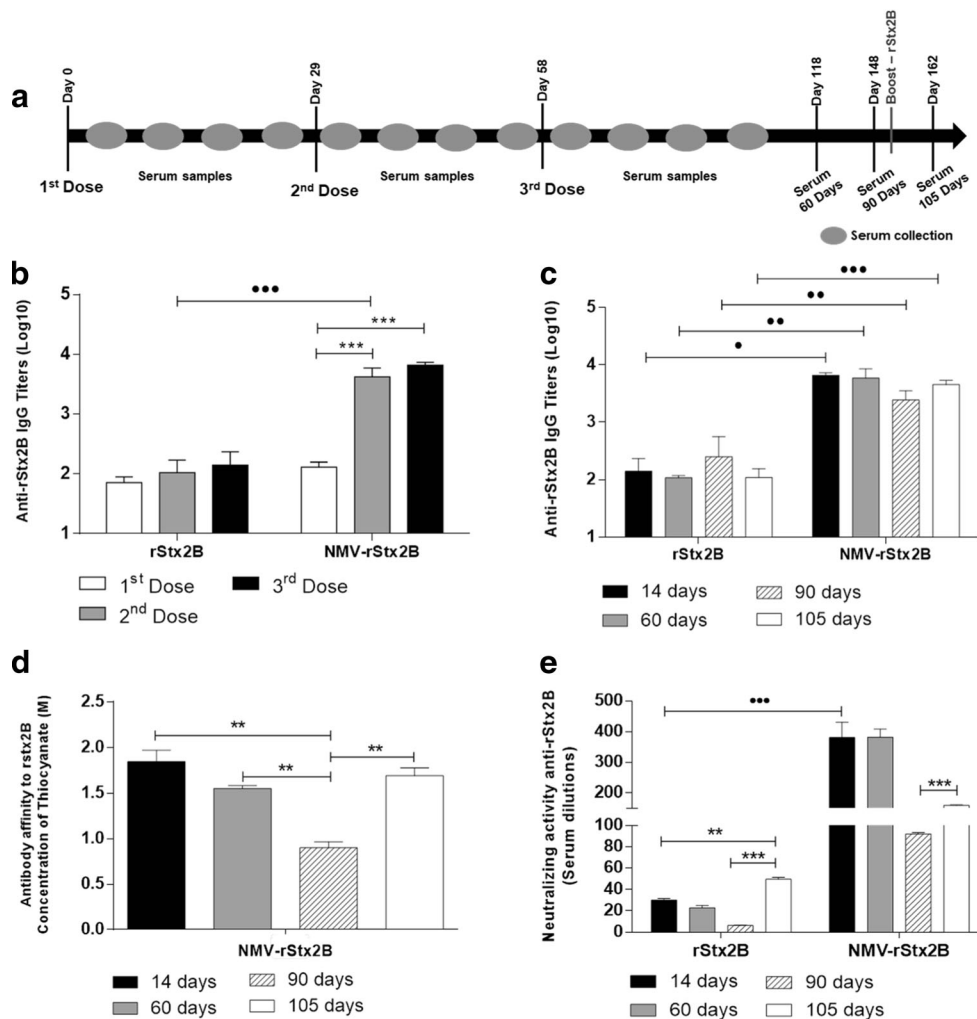 a
Day 0
Day 29
Day 58
Day 118
Day 148
Boost – rStx2B
Day 162
1st Dose
Serum samples
2nd Dose
Serum samples
3rd Dose
Serum samples
Serum
60 Days
Serum
90 Days
Serum
105 Days
Serum collection
b
Anti-rStx2B IgG Titers (Log10)
5
4
3
2
1
•••
***
***
rStx2B
NMV-rStx2B
1st Dose
3rd Dose
2nd Dose
c
Anti-rStx2B IgG Titers (Log10)
5
4
3
2
1
•••
••
••
•
rStx2B
NMV-rStx2B
14 days
90 days
60 days
105 days
d
Antibody affinity to rstx2B
Concentration of Thiocyanate (M)
2.5
2.0
1.5
1.0
0.5
0.0
**
**
**
NMV-rStx2B
14 days
90 days
60 days
105 days
e
Neutralizing activity anti-rStx2B
(Serum dilutions)
500
400
300
200
100
80
60
40
20
0
•••
**
***
***
rStx2B
NMV-rStx2B
14 days
90 days
60 days
105 days